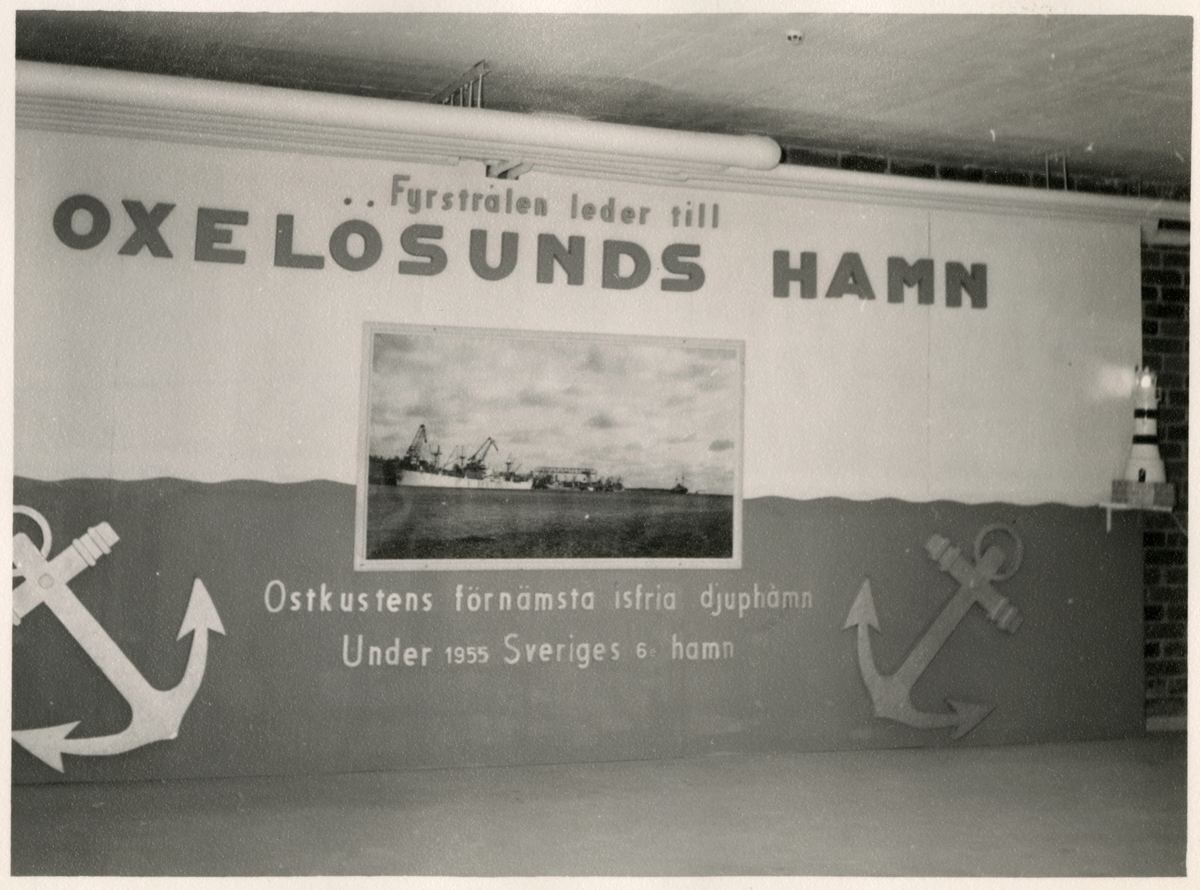 Fyrstrålen leder till
OXELÖSUNDS HAMN
Ostkustens förnämsta isfria djuphamn
Under 1955 Sveriges 6e hamn